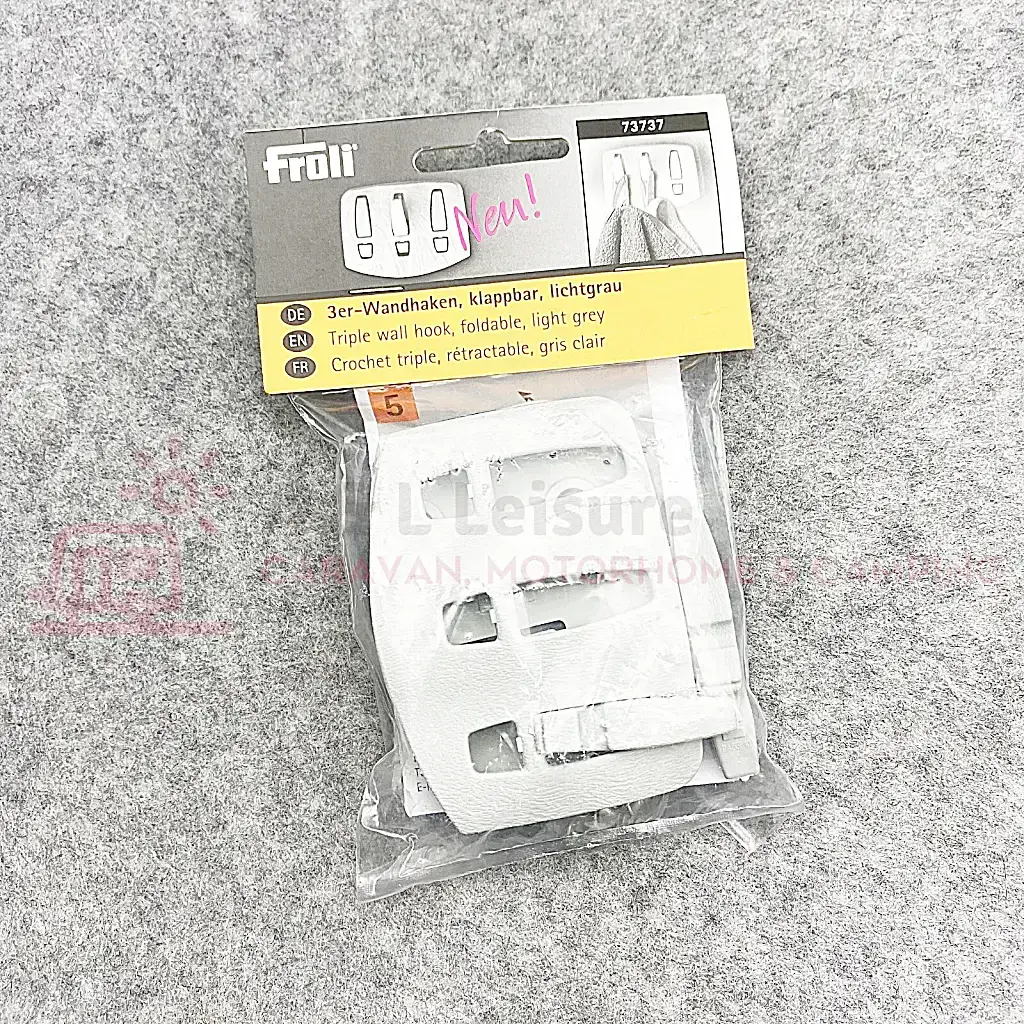 Froli
Neu!
73737
DE 3er-Wandhaken, klappbar, lichtgrau
EN Triple wall hook, foldable, light grey
FR Crochet triple, rétractable, gris clair
5
L Leisure
CARAVAN, MOTORHOME & CAMPING